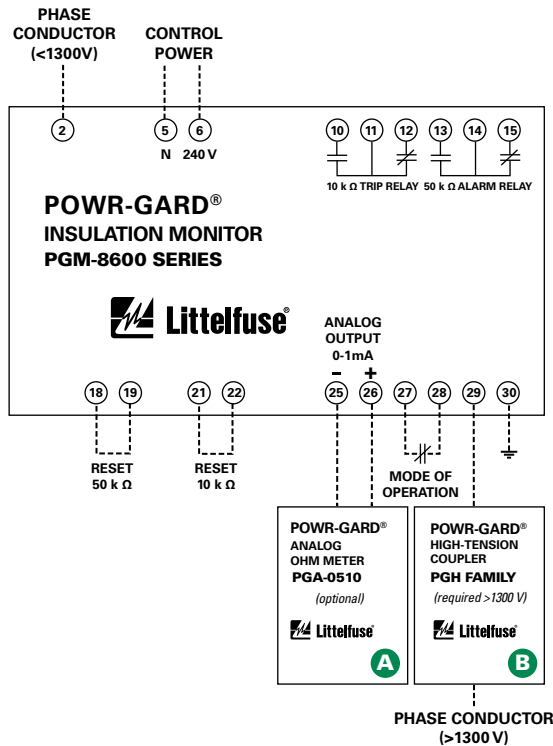 PHASE
CONDUCTOR
(<1300V)
CONTROL
POWER
2
5
6
10
11
12
13
14
15
N
240 V
10 k Ω TRIP RELAY
50 k Ω ALARM RELAY
POWR-GARD®
INSULATION MONITOR
PGM-8600 SERIES
Littelfuse®
ANALOG
OUTPUT
0-1mA
– +
18
19
21
22
25
26
27
28
29
30
RESET
50 k Ω
RESET
10 k Ω
MODE OF
OPERATION
POWR-GARD®
ANALOG
OHM METER
PGA-0510
(optional)
Littelfuse®
A
POWR-GARD®
HIGH-TENSION
COUPLER
PGH FAMILY
(required >1300 V)
Littelfuse®
B
PHASE CONDUCTOR
(>1300 V)